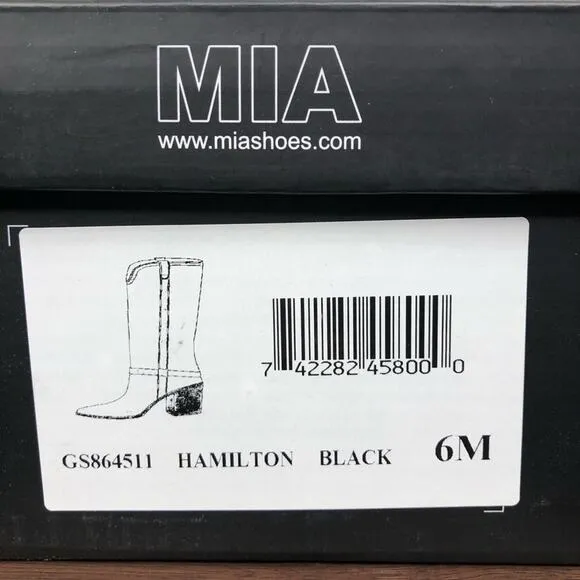 MIA
www.miashoes.com
7 42282 45800 0
GS864511 HAMILTON BLACK 6M